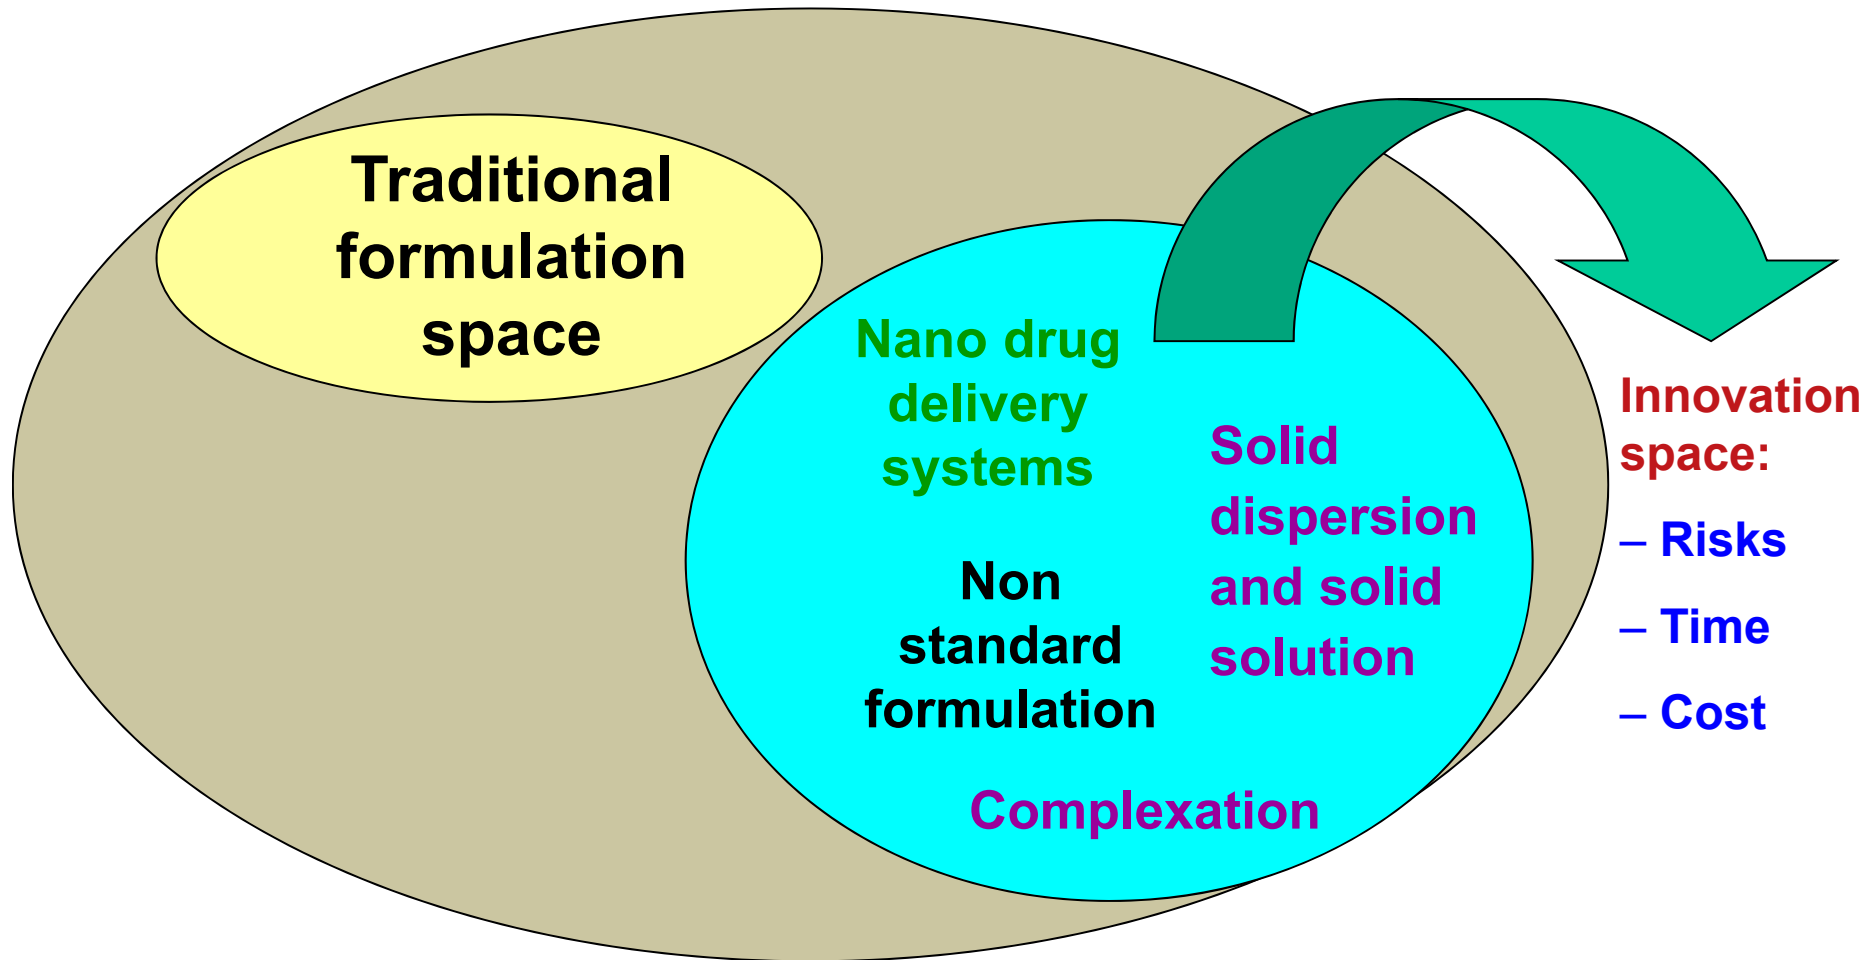 Traditional
formulation
space
Nano drug
delivery
systems
Solid
dispersion
and solid
solution
Non
standard
formulation
Complexation
Innovation
space:
– Risks
– Time
– Cost